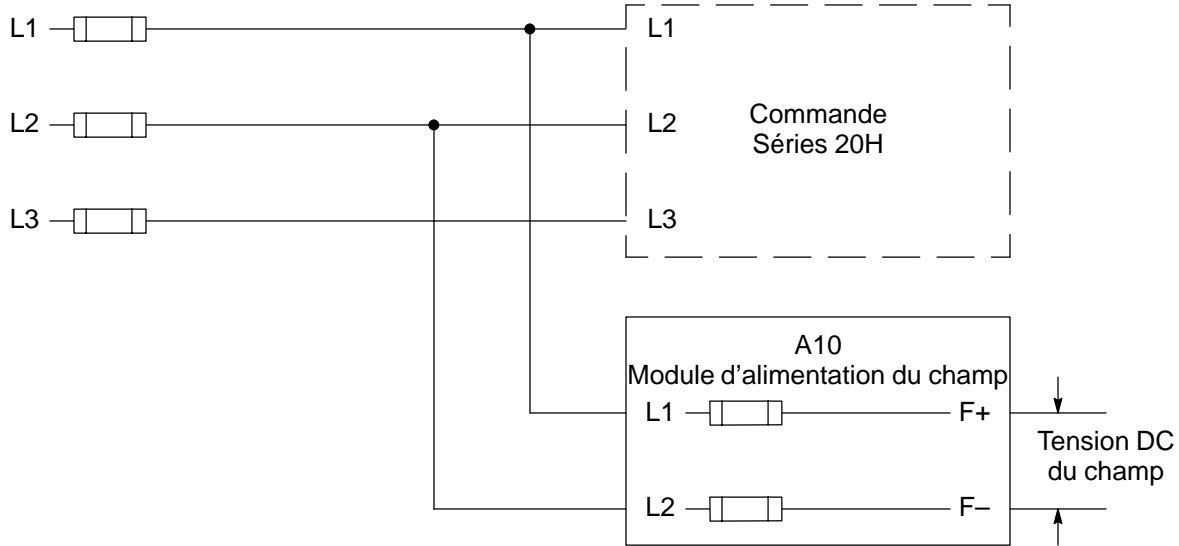 L1
L1
L2
L2
Commande
Séries 20H
L3
L3
A10
Module d'alimentation du champ
L1
F+
Tension DC
du champ
L2
F–